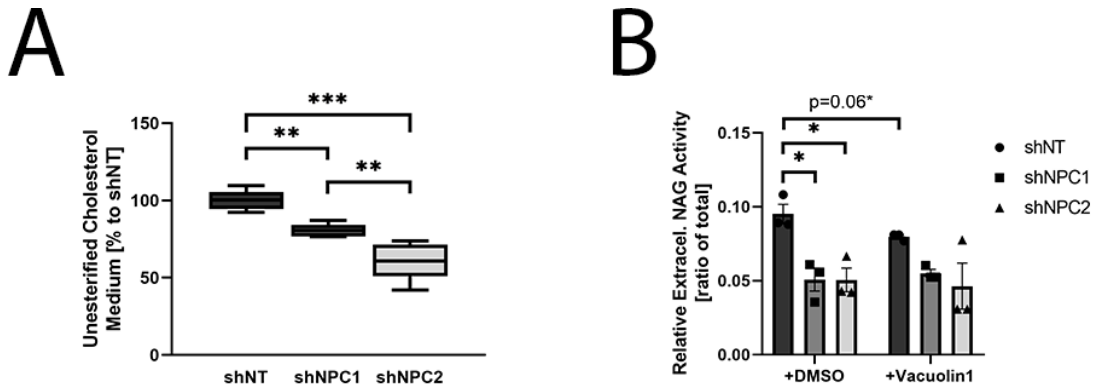 A
Unesterified Cholesterol
Medium [% to shNT]
150
100
50
0
***
**
**
shNT
shNPC1
shNPC2
B
Relative Extracel. NAG Activity
[ratio of total]
0.15
0.10
0.05
0.00
p=0.06*
*
*
+DMSO
+Vacuolin1
shNT
shNPC1
shNPC2